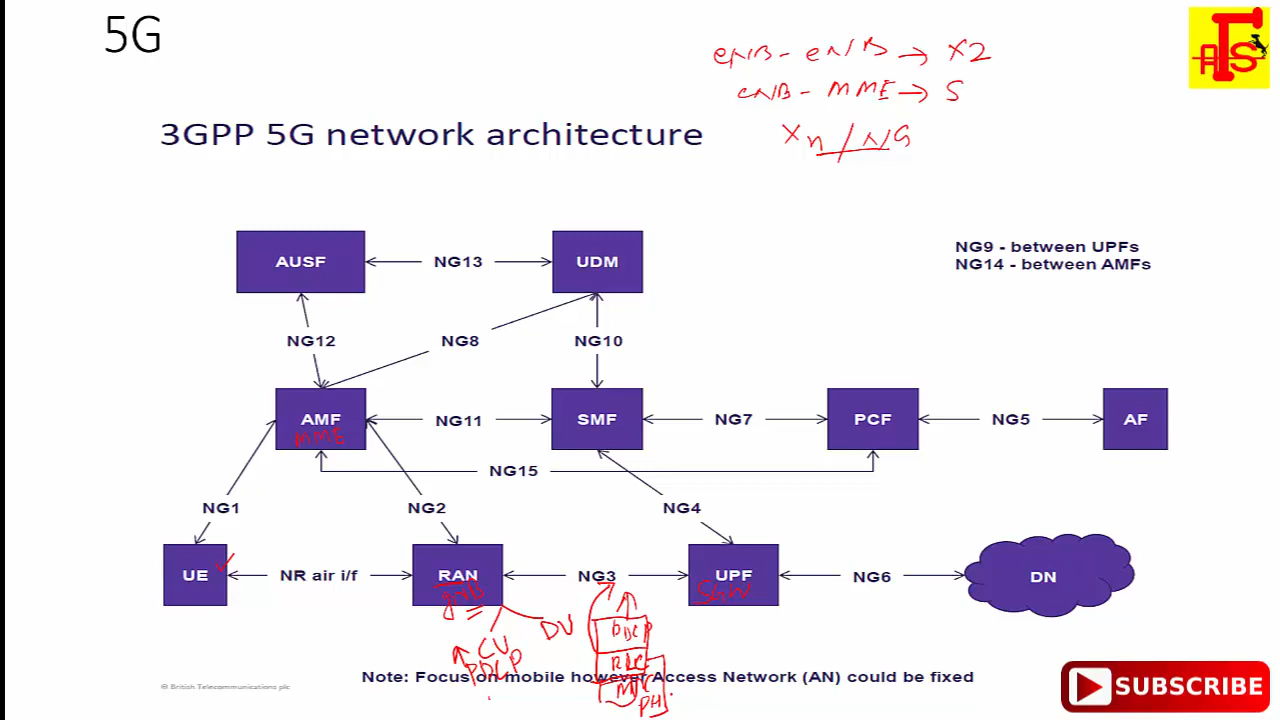 5G
eNB - eNB → X2
eNB - MME → S
3GPP 5G network architecture
Xn / NG
NG9 - between UPFs
NG14 - between AMFs
AUSF
NG13
UDM
NG12
NG8
NG10
AMF
MME
NG11
SMF
NG7
PCF
NG5
AF
NG15
NG1
NG2
NG4
UE
NR air i/f
RAN
gNB
NG3
UPF
SGW
NG6
DN
CU
DU
PDCP
PDCP
RLC
MAC
PH
Note: Focus on mobile however Access Network (AN) could be fixed
© British Telecommunications plc
SUBSCRIBE